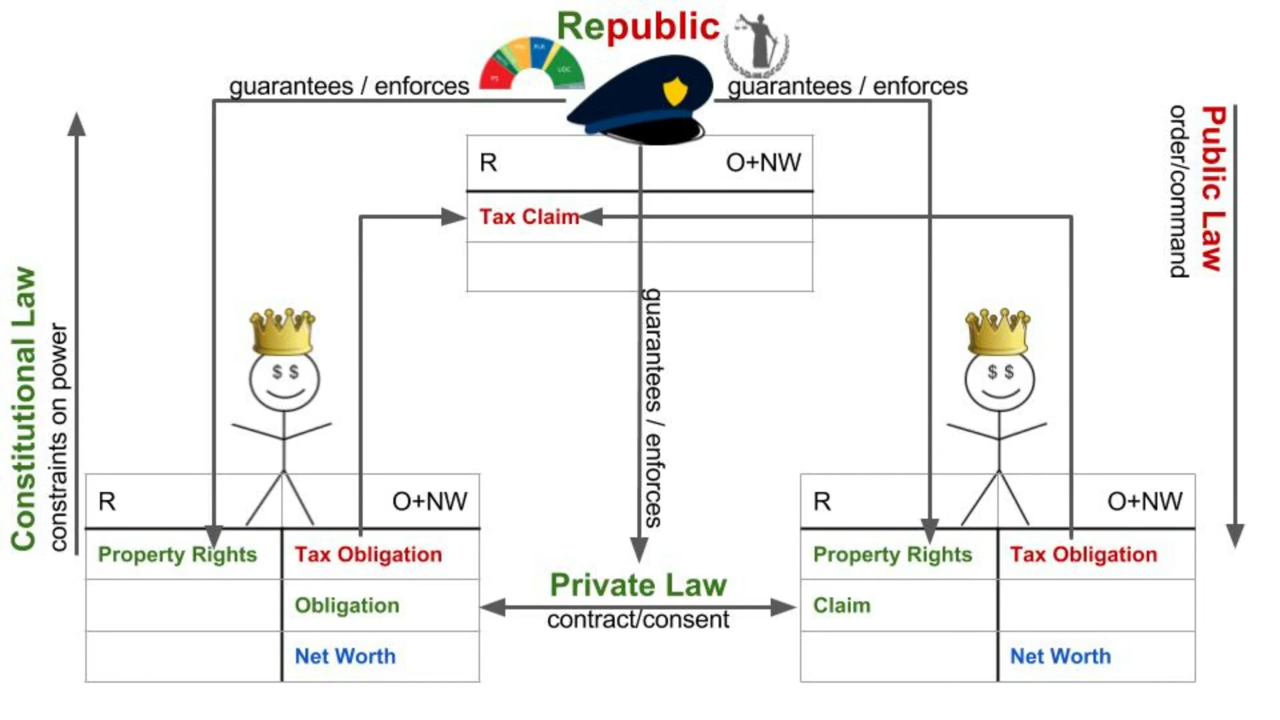 Republic
guarantees / enforces
guarantees / enforces
R O+NW
Tax Claim
guarantees / enforces
Constitutional Law
constraints on power
Public Law
order/command
$ $
$ $
R O+NW
Property Rights Tax Obligation
Obligation
Net Worth
Private Law
contract/consent
R O+NW
Property Rights Tax Obligation
Claim
Net Worth